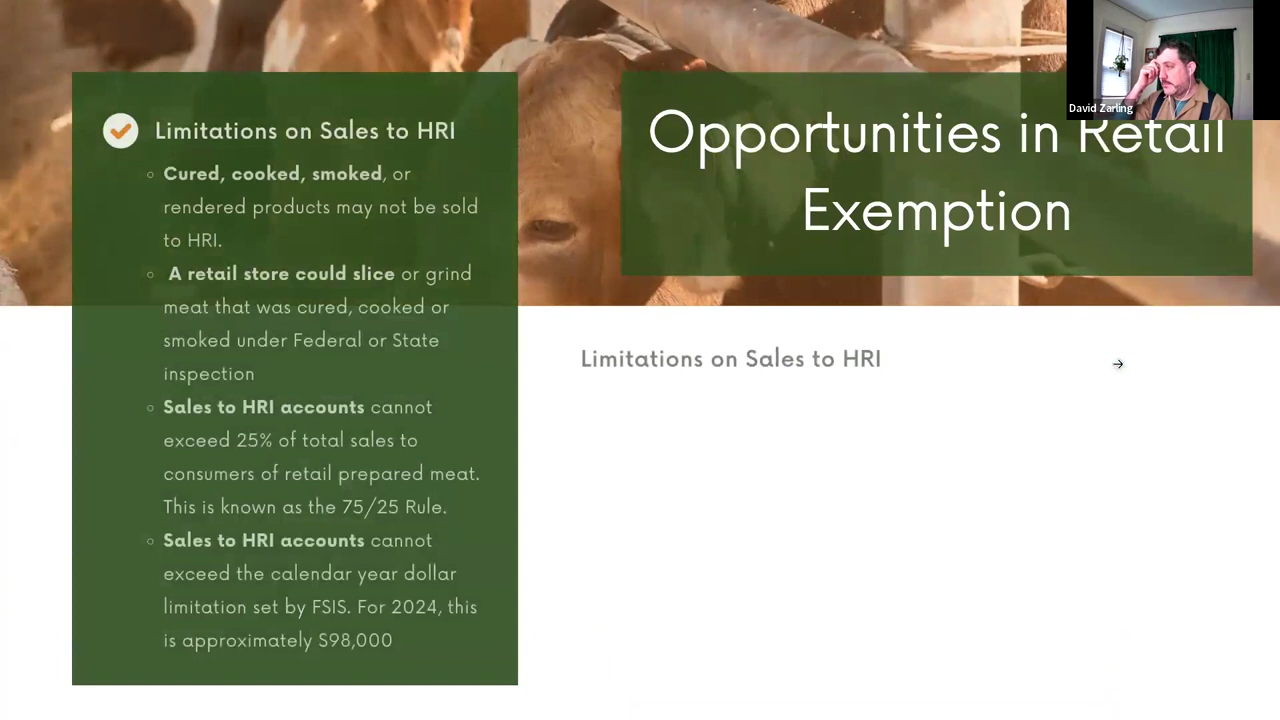 David Zarling
Opportunities in Retail
Exemption
Limitations on Sales to HRI
Cured, cooked, smoked, or
rendered products may not be sold
to HRI.
A retail store could slice or grind
meat that was cured, cooked or
smoked under Federal or State
inspection
Sales to HRI accounts cannot
exceed 25% of total sales to
consumers of retail prepared meat.
This is known as the 75/25 Rule.
Sales to HRI accounts cannot
exceed the calendar year dollar
limitation set by FSIS. For 2024, this
is approximately $98,000
Limitations on Sales to HRI